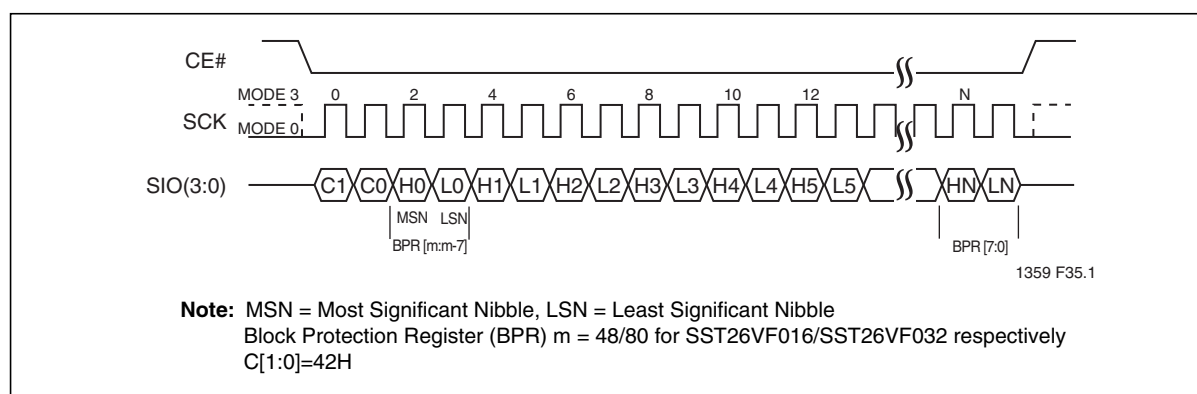 CE#
MODE 3 0 2 4 6 8 10 12 N
SCK
MODE 0
SIO(3:0) C1 C0 H0 L0 H1 L1 H2 L2 H3 L3 H4 L4 H5 L5 HN LN
MSN LSN
BPR [m:m-7] BPR [7:0]
1359 F35.1
Note: MSN = Most Significant Nibble, LSN = Least Significant Nibble
Block Protection Register (BPR) m = 48/80 for SST26VF016/SST26VF032 respectively
C[1:0]=42H